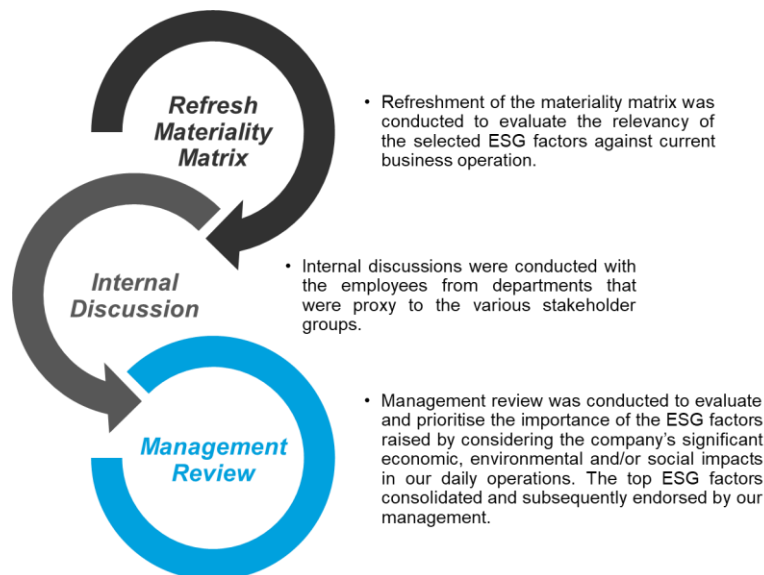 Refresh
Materiality
Matrix
• Refreshment of the materiality matrix was
conducted to evaluate the relevancy of
the selected ESG factors against current
business operation.
Internal
Discussion
• Internal discussions were conducted with
the employees from departments that
were proxy to the various stakeholder
groups.
Management
Review
• Management review was conducted to evaluate
and prioritise the importance of the ESG factors
raised by considering the company’s significant
economic, environmental and/or social impacts
in our daily operations. The top ESG factors
consolidated and subsequently endorsed by our
management.